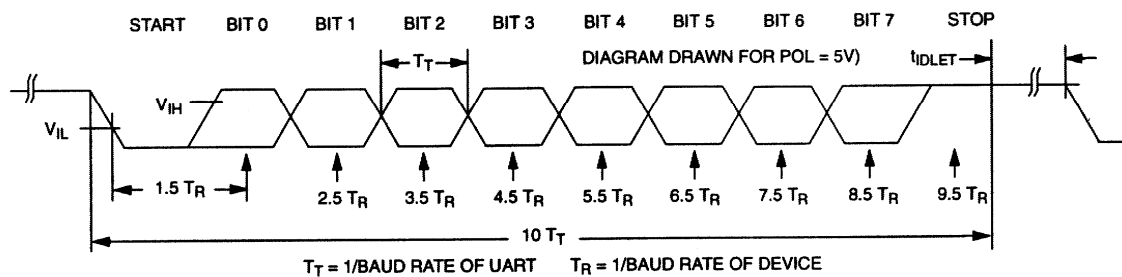 START BIT 0 BIT 1 BIT 2 BIT 3 BIT 4 BIT 5 BIT 6 BIT 7 STOP
T_T DIAGRAM DRAWN FOR POL = 5V) t_IDLET
V_IH
V_IL
1.5 T_R 2.5 T_R 3.5 T_R 4.5 T_R 5.5 T_R 6.5 T_R 7.5 T_R 8.5 T_R 9.5 T_R
10 T_T
T_T = 1/BAUD RATE OF UART T_R = 1/BAUD RATE OF DEVICE